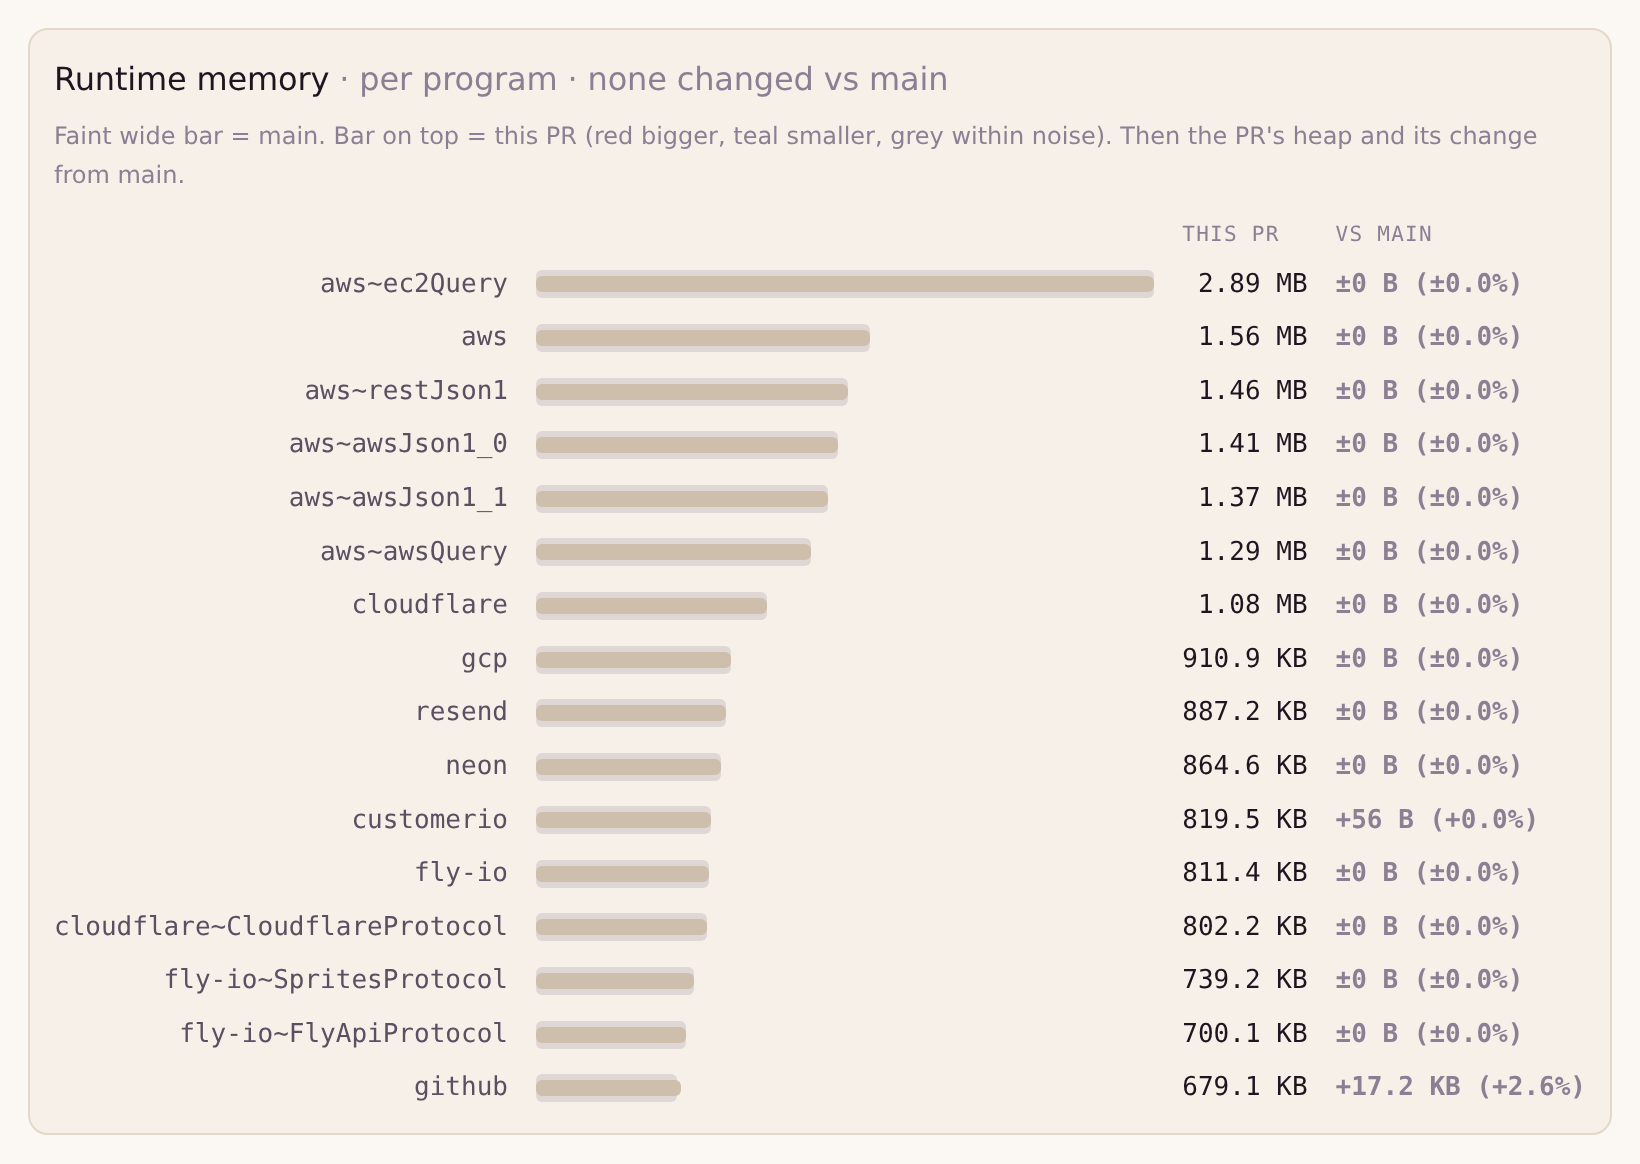 Runtime memory · per program · none changed vs main
Faint wide bar = main. Bar on top = this PR (red bigger, teal smaller, grey within noise). Then the PR's heap and its change
from main.
THIS PR VS MAIN
aws~ec2Query 2.89 MB ±0 B (±0.0%)
aws 1.56 MB ±0 B (±0.0%)
aws~restJson1 1.46 MB ±0 B (±0.0%)
aws~awsJson1_0 1.41 MB ±0 B (±0.0%)
aws~awsJson1_1 1.37 MB ±0 B (±0.0%)
aws~awsQuery 1.29 MB ±0 B (±0.0%)
cloudflare 1.08 MB ±0 B (±0.0%)
gcp 910.9 KB ±0 B (±0.0%)
resend 887.2 KB ±0 B (±0.0%)
neon 864.6 KB ±0 B (±0.0%)
customerio 819.5 KB +56 B (+0.0%)
fly-io 811.4 KB ±0 B (±0.0%)
cloudflare~CloudflareProtocol 802.2 KB ±0 B (±0.0%)
fly-io~SpritesProtocol 739.2 KB ±0 B (±0.0%)
fly-io~FlyApiProtocol 700.1 KB ±0 B (±0.0%)
github 679.1 KB +17.2 KB (+2.6%)